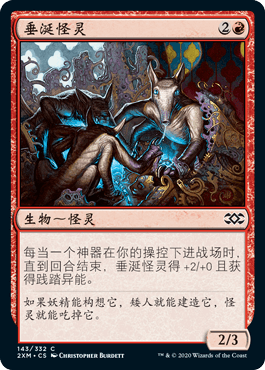 垂涎怪灵 2
生物~怪灵
每当一个神器在你的操控下进战场时,
直到回合结束,垂涎怪灵得 +2/+0 且获
得践踏异能。
如果妖精能构想它,矮人就能建造它,怪
灵就能吃掉它。
2/3
143/332 C
2XM • CS CHRISTOPHER BURDETT
™ & © 2020 Wizards of the Coast